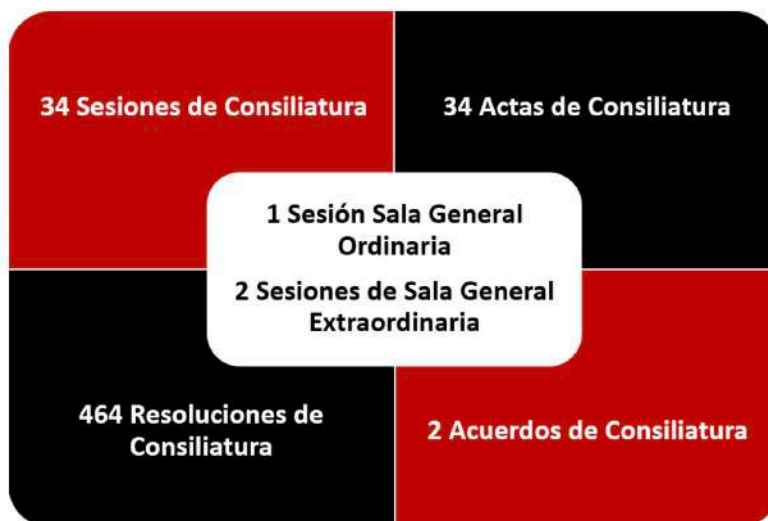 34 Sesiones de Consiliatura
34 Actas de Consiliatura
1 Sesión Sala General
Ordinaria
2 Sesiones de Sala General
Extraordinaria
464 Resoluciones de
Consiliatura
2 Acuerdos de Consiliatura